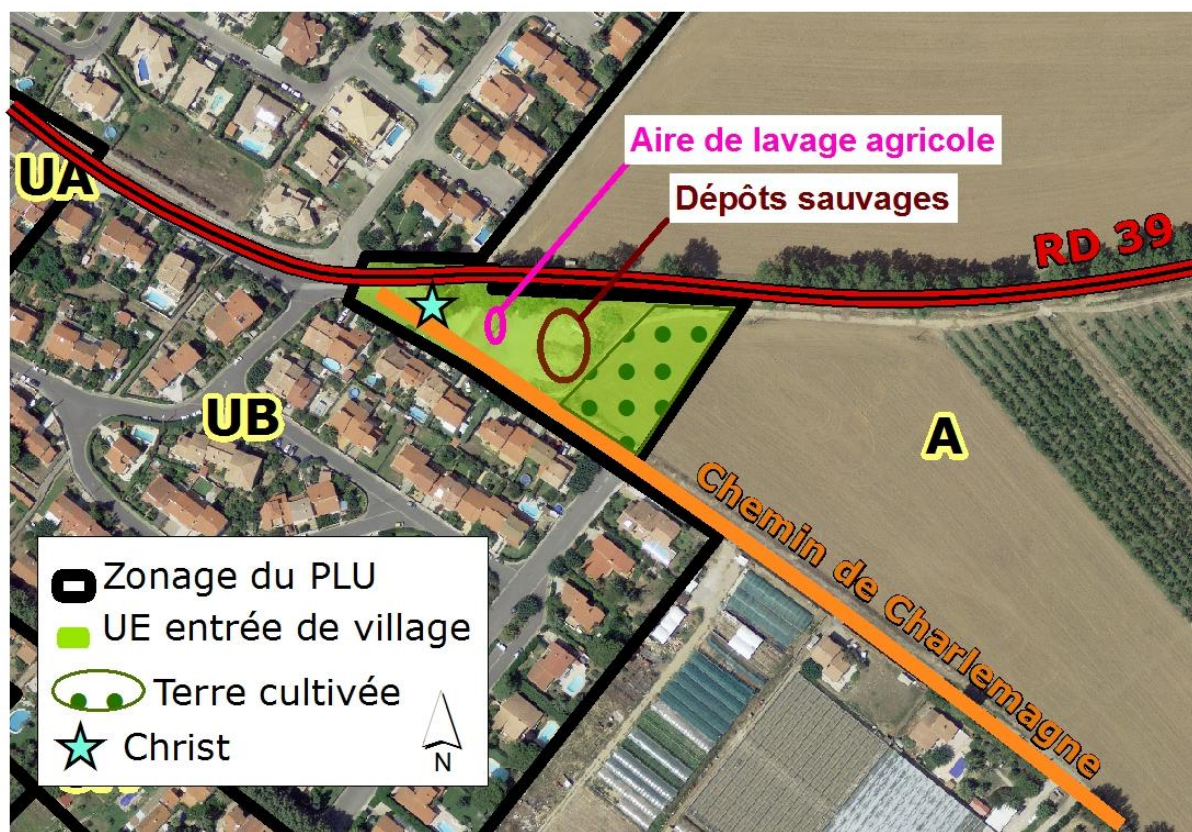 Aire de lavage agricole
Dépôts sauvages
UA
RD 39
UB
A
Chemin de Charlemagne
Zonage du PLU
UE entrée de village
Terre cultivée
Christ
N